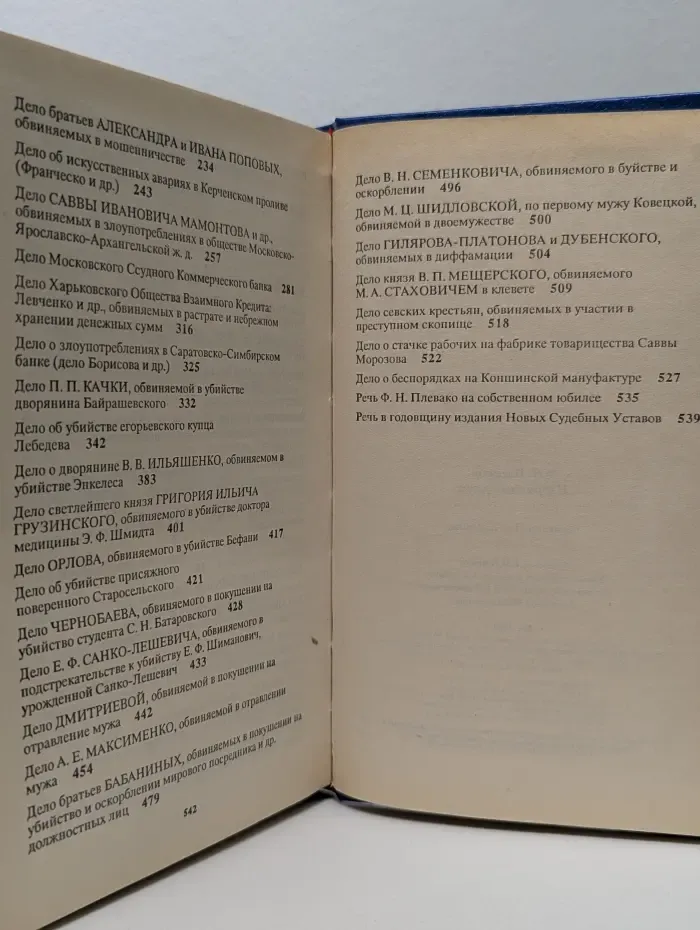 Дело братьев АЛЕКСАНДРА и ИВАНА ПОПОВЫХ,
обвиняемых в мошенничестве 234
Дело об искусственных авариях в Керченском проливе
(Франческо и др.) 243
Дело САВВЫ ИВАНОВИЧА МАМОНТОВА и др.,
обвиняемых в злоупотреблениях в обществе Московско-
Ярославско-Архангельской ж. д. 257
Дело Московского Ссудного Коммерческого банка 281
Дело Харьковского Общества Взаимного Кредита:
Левченко и др., обвиняемых в растрате и небрежном
хранении денежных сумм 316
Дело о злоупотреблениях в Саратовско-Симбирском
банке (дело Борисова и др.) 325
Дело П. П. КАЧКИ, обвиняемой в убийстве
дворянина Байрашевского 332
Дело об убийстве егорьевского купца
Лебедева 342
Дело о дворянине В. В. ИЛЬЯШЕНКО, обвиняемом в
убийстве Энкелеса 383
Дело светлейшего князя ГРИГОРИЯ ИЛЬИЧА
ГРУЗИНСКОГО, обвиняемого в убийстве доктора
медицины Э. Ф. Шмидта 401
Дело ОРЛОВА, обвиняемого в убийстве Бефани 417
Дело об убийстве присяжного
поверенного Старосельского 421
Дело ЧЕРНОБАЕВА, обвиняемого в покушении на
убийство студента С. Н. Батаровского 428
Дело Е. Ф. САНКО-ЛЕШЕВИЧА, обвиняемого в
подстрекательстве к убийству Е. Ф. Шиманович,
урожденной Санко-Лешевич 433
Дело ДМИТРИЕВОЙ, обвиняемой в покушении на
отравление мужа 442
Дело А. Е. МАКСИМЕНКО, обвиняемой в отравлении
мужа 454
Дело братьев БАБАНИНЫХ, обвиняемых в покушении на
убийство и оскорблении мирового посредника и др.
должностных лиц 479
542
Дело В. Н. СЕМЕНКОВИЧА, обвиняемого в буйстве и
оскорблении 496
Дело М. Ц. ШИДЛОВСКОЙ, по первому мужу Ковецкой,
обвиняемой в двоемужестве 500
Дело ГИЛЯРОВА-ПЛАТОНОВА и ДУБЕНСКОГО,
обвиняемых в диффамации 504
Дело князя В. П. МЕЩЕРСКОГО, обвиняемого
М. А. СТАХОВИЧЕМ в клевете 509
Дело севских крестьян, обвиняемых в участии в
преступном скопище 518
Дело о стачке рабочих на фабрике товарищества Саввы
Морозова 522
Дело о беспорядках на Коншинской мануфактуре 527
Речь Ф. Н. Плевако на собственном юбилее 535
Речь в годовщину издания Новых Судебных Уставов 539